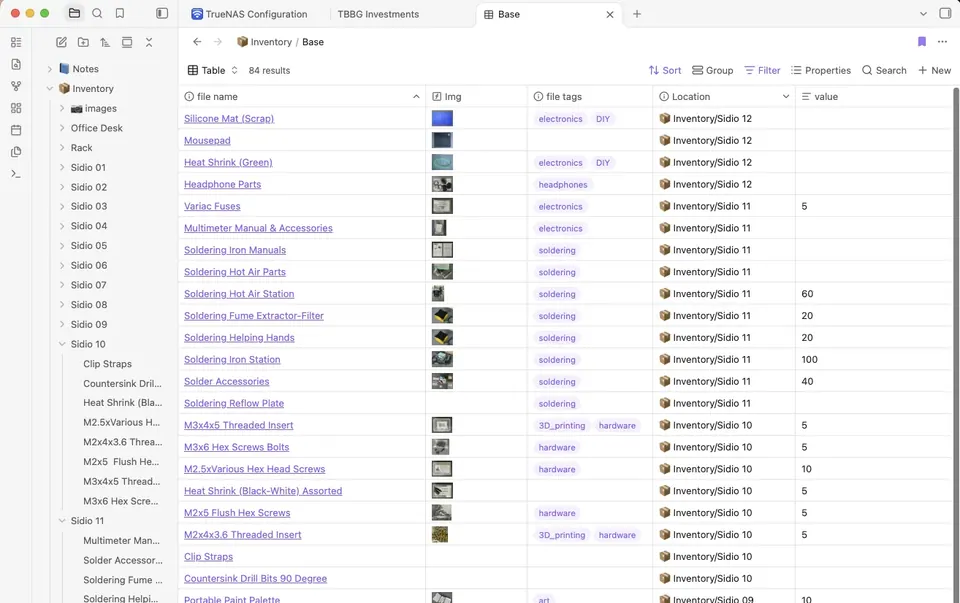 TrueNAS Configuration TBBG Investments Base
Inventory / Base
Table 84 results Sort Group Filter Properties Search New
Notes
Inventory
images
Office Desk
Rack
Sidio 01
Sidio 02
Sidio 03
Sidio 04
Sidio 05
Sidio 06
Sidio 07
Sidio 08
Sidio 09
Sidio 10
Clip Straps
Countersink Dril...
Heat Shrink (Bla...
M2.5xVarious H...
M2x4x3.6 Threa...
M2x5 Flush He...
M3x4x5 Thread...
M3x6 Hex Scre...
Sidio 11
Multimeter Man...
Solder Accessor...
Soldering Fume ...
Soldering Helpi...
file name Img file tags Location value
Silicone Mat (Scrap) electronics DIY Inventory/Sidio 12
Mousepad Inventory/Sidio 12
Heat Shrink (Green) electronics DIY Inventory/Sidio 12
Headphone Parts headphones Inventory/Sidio 12
Variac Fuses electronics Inventory/Sidio 11 5
Multimeter Manual & Accessories electronics Inventory/Sidio 11
Soldering Iron Manuals soldering Inventory/Sidio 11
Soldering Hot Air Parts soldering Inventory/Sidio 11
Soldering Hot Air Station soldering Inventory/Sidio 11 60
Soldering Fume Extractor-Filter soldering Inventory/Sidio 11 20
Soldering Helping Hands soldering Inventory/Sidio 11 20
Soldering Iron Station soldering Inventory/Sidio 11 100
Solder Accessories soldering Inventory/Sidio 11 40
Soldering Reflow Plate soldering Inventory/Sidio 11
M3x4x5 Threaded Insert 3D_printing hardware Inventory/Sidio 10 5
M3x6 Hex Screws Bolts hardware Inventory/Sidio 10 5
M2.5xVarious Hex Head Screws hardware Inventory/Sidio 10 10
Heat Shrink (Black-White) Assorted Inventory/Sidio 10 5
M2x5 Flush Hex Screws hardware Inventory/Sidio 10 5
M2x4x3.6 Threaded Insert 3D_printing hardware Inventory/Sidio 10 5
Clip Straps Inventory/Sidio 10
Countersink Drill Bits 90 Degree Inventory/Sidio 10
Portable Paint Palette art Inventory/Sidio 09 10